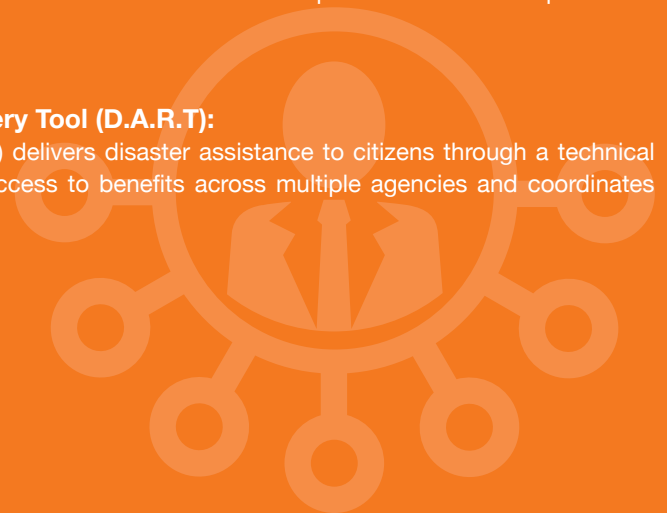 ery Tool (D.A.R.T):
) delivers disaster assistance to citizens through a technical
ccess to benefits across multiple agencies and coordinates